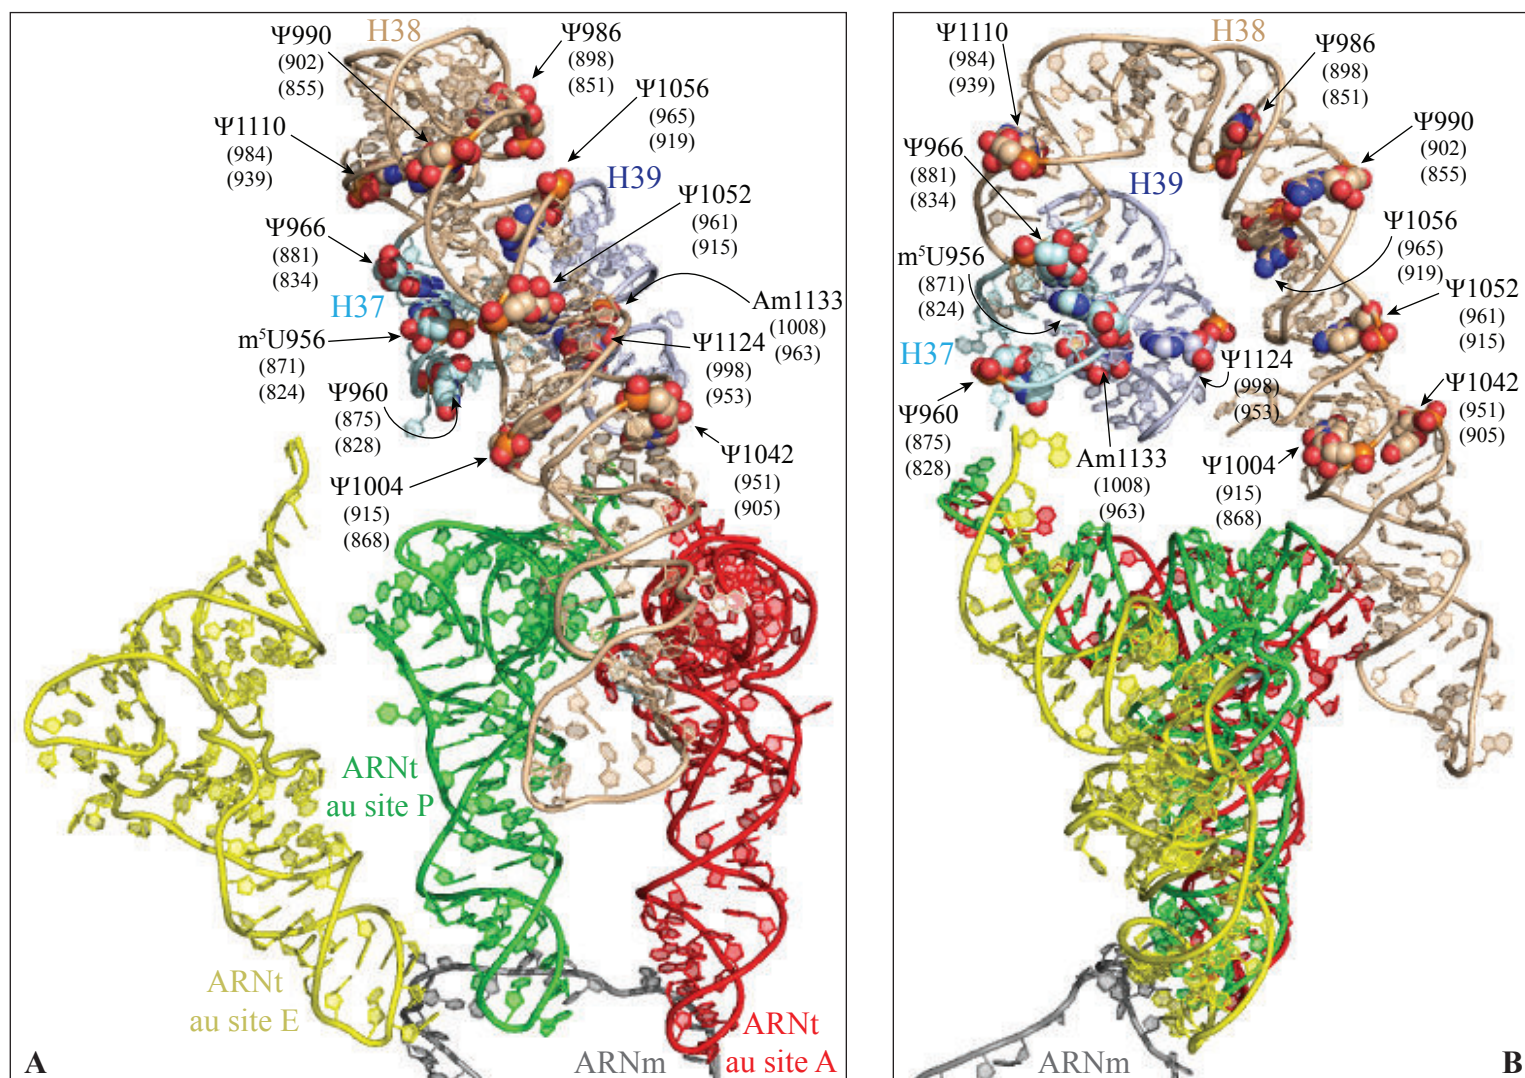 H38
Ψ990
(902)
(855)
Ψ986
(898)
(851)
Ψ1056
(965)
(919)
Ψ1110
(984)
(939)
H39
Ψ1052
(961)
(915)
Ψ966
(881)
(834)
H37
Am1133
(1008)
(963)
m⁵U956
(871)
(824)
Ψ1124
(998)
(953)
Ψ960
(875)
(828)
Ψ1004
(915)
(868)
Ψ1042
(951)
(905)
ARNt
au site P
ARNt
au site E
ARNm
ARNt
au site A
A
Ψ1110
(984)
(939)
H38
Ψ986
(898)
(851)
Ψ990
(902)
(855)
Ψ966
(881)
(834)
H39
Ψ1056
(965)
(919)
m⁵U956
(871)
(824)
Ψ1052
(961)
(915)
H37
Ψ1124
(998)
(953)
Ψ1042
(951)
(905)
Ψ960
(875)
(828)
Am1133
(1008)
(963)
Ψ1004
(915)
(868)
ARNm
B